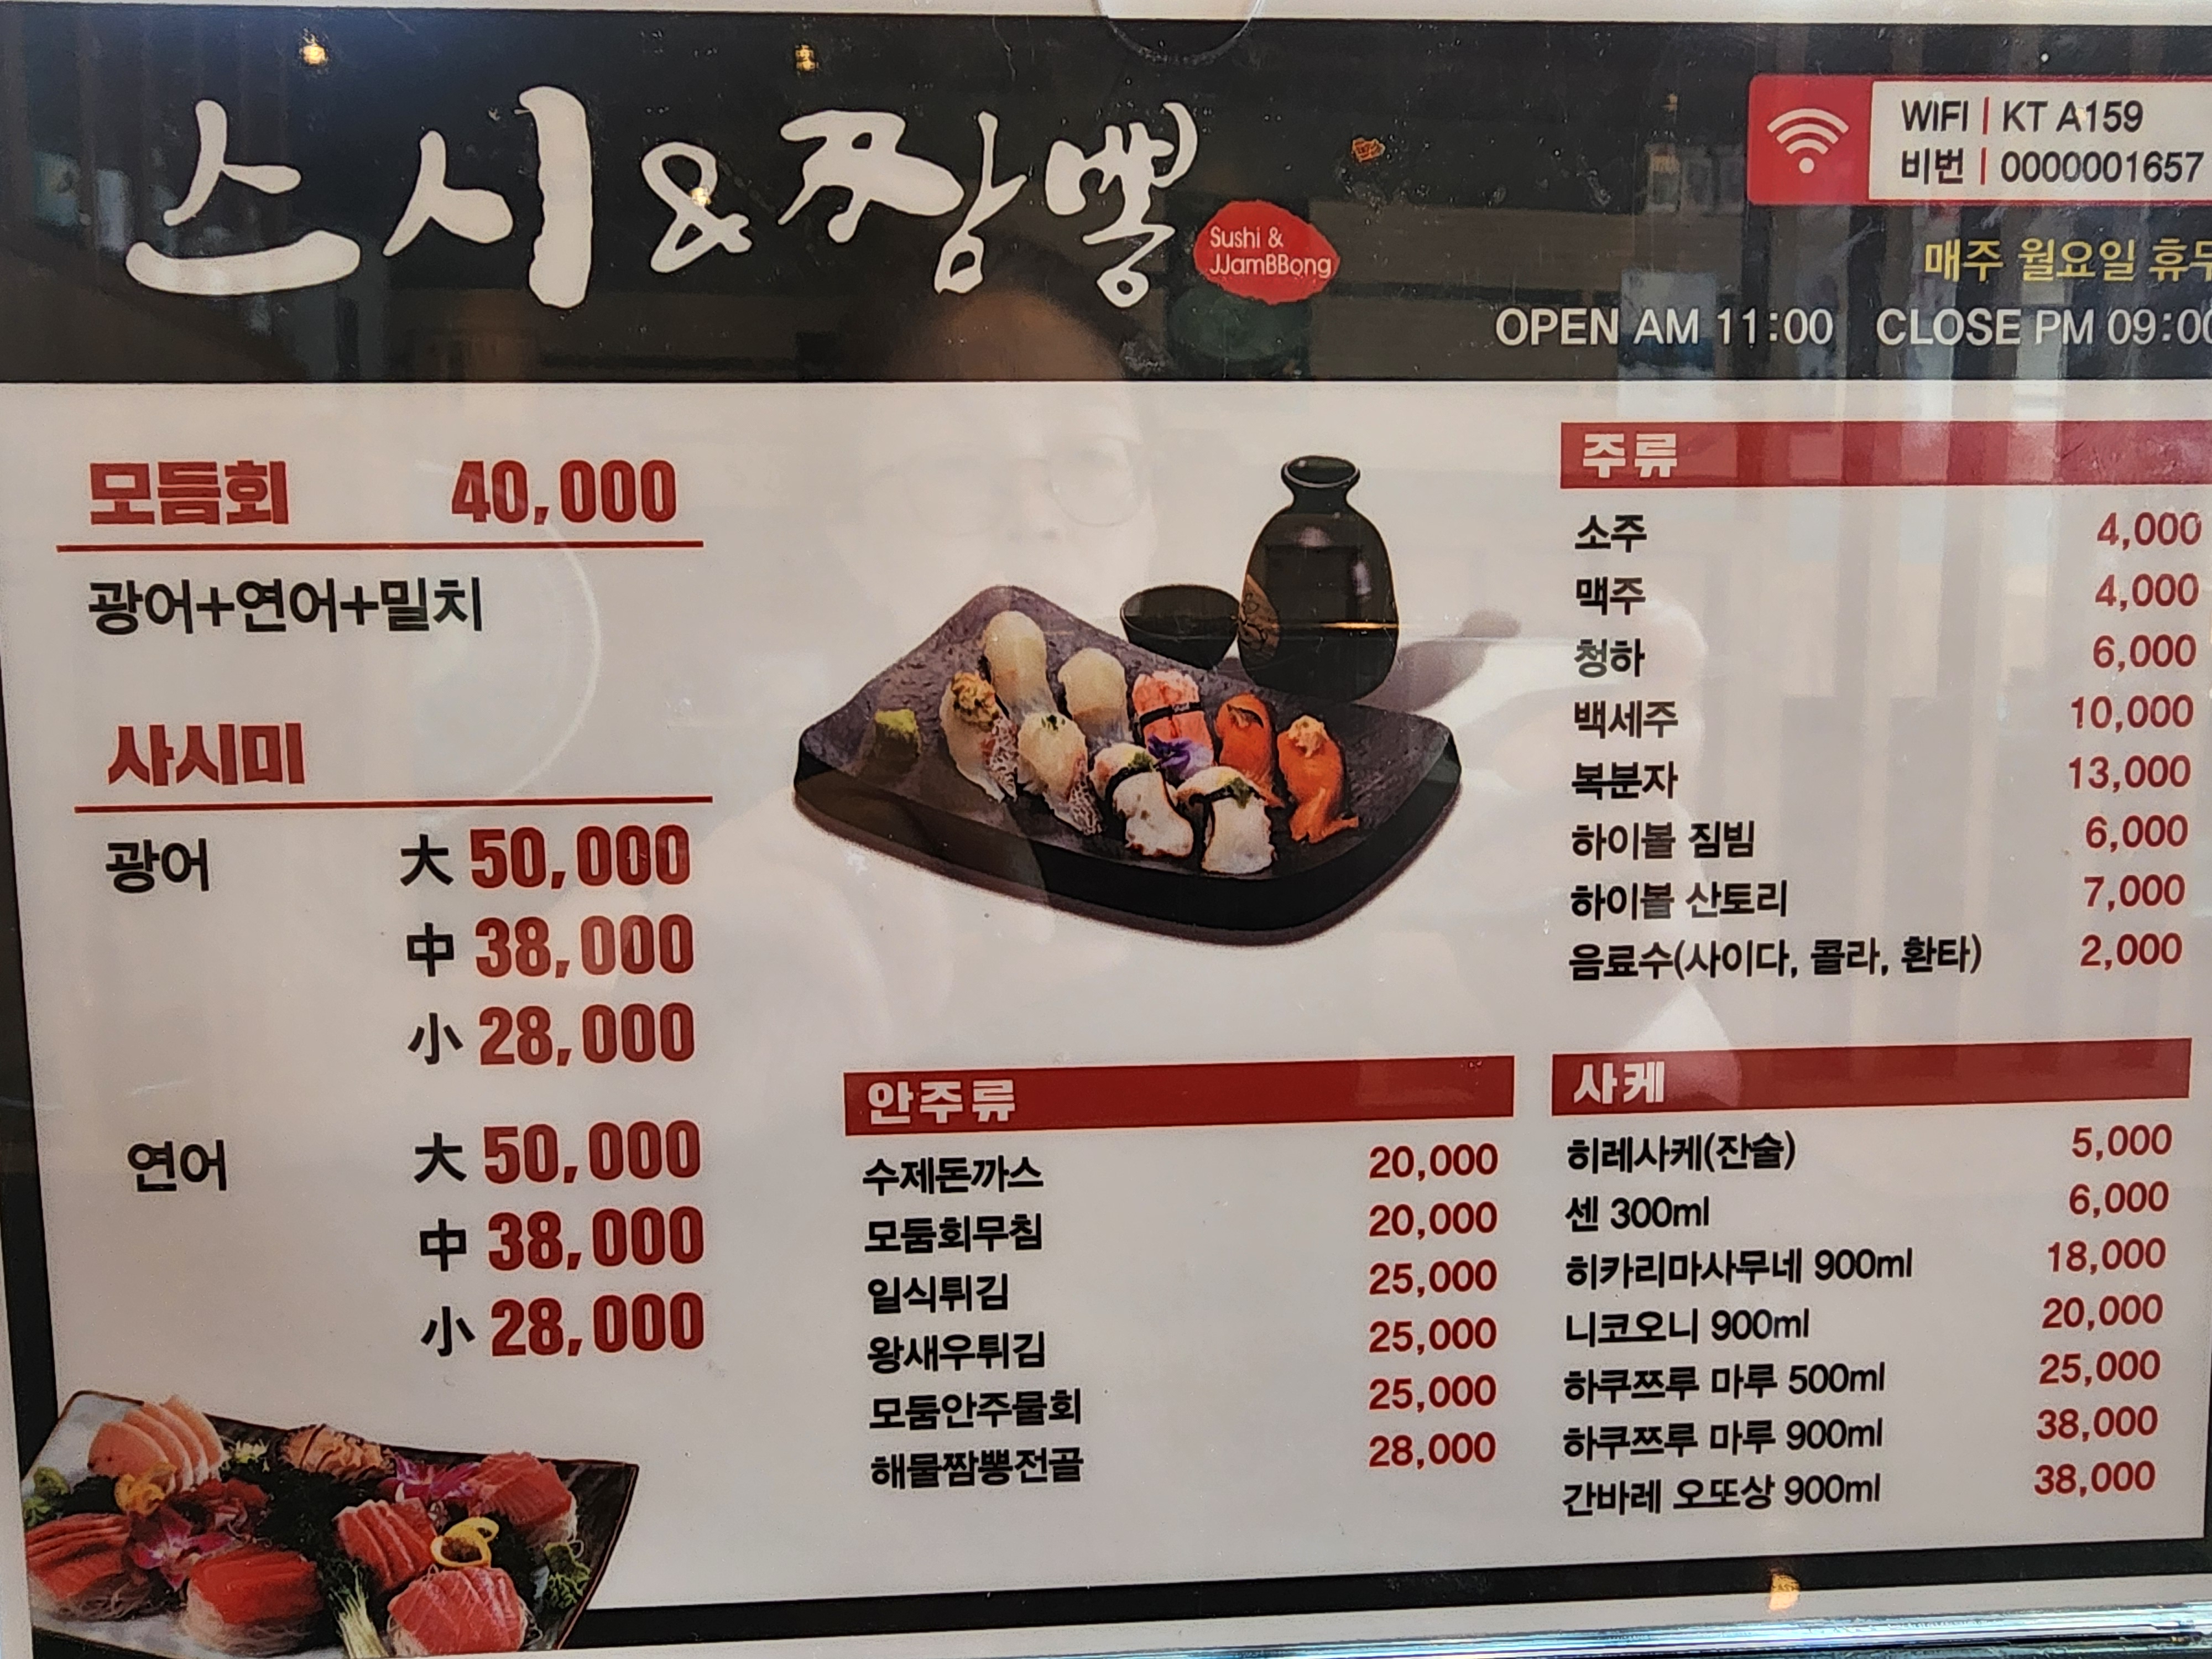 스시&짬뽕
Sushi &
JJamBBong
WIFI | KT A159
비번 | 0000001657
매주 월요일 휴무
OPEN AM 11:00 CLOSE PM 09:00
모듬회 40,000
광어+연어+밀치
사시미
광어 大 50,000
中 38,000
小 28,000
연어 大 50,000
中 38,000
小 28,000
안주류
수제돈까스 20,000
모둠회무침 20,000
일식튀김 25,000
왕새우튀김 25,000
모둠안주물회 25,000
해물짬뽕전골 28,000
주류
소주 4,000
맥주 4,000
청하 6,000
백세주 10,000
복분자 13,000
하이볼 짐빔 6,000
하이볼 산토리 7,000
음료수(사이다, 콜라, 환타) 2,000
사케
히레사케(잔술) 5,000
센 300ml 6,000
히카리마사무네 900ml 18,000
니코오니 900ml 20,000
하쿠쯔루 마루 500ml 25,000
하쿠쯔루 마루 900ml 38,000
간바레 오또상 900ml 38,000